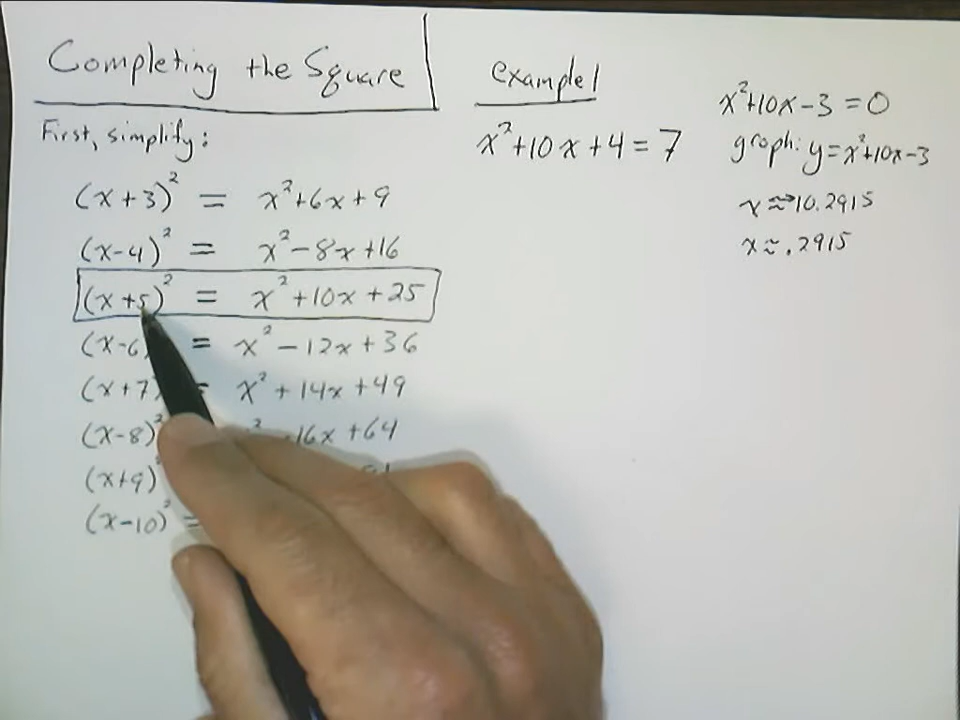 Completing the Square
First, simplify:
(x+3)² = x²+6x+9
(x-4)² = x²-8x+16
(x+5)² = x²+10x+25
(x-6) = x²-12x+36
(x+7 = x²+14x+49
(x-8)² ² -16x+64
(x+9)²
(x-10)² =
example 1
x²+10x+4=7
x²+10x-3=0
graph: y=x²+10x-3
x≈-10.2915
x≈.2915